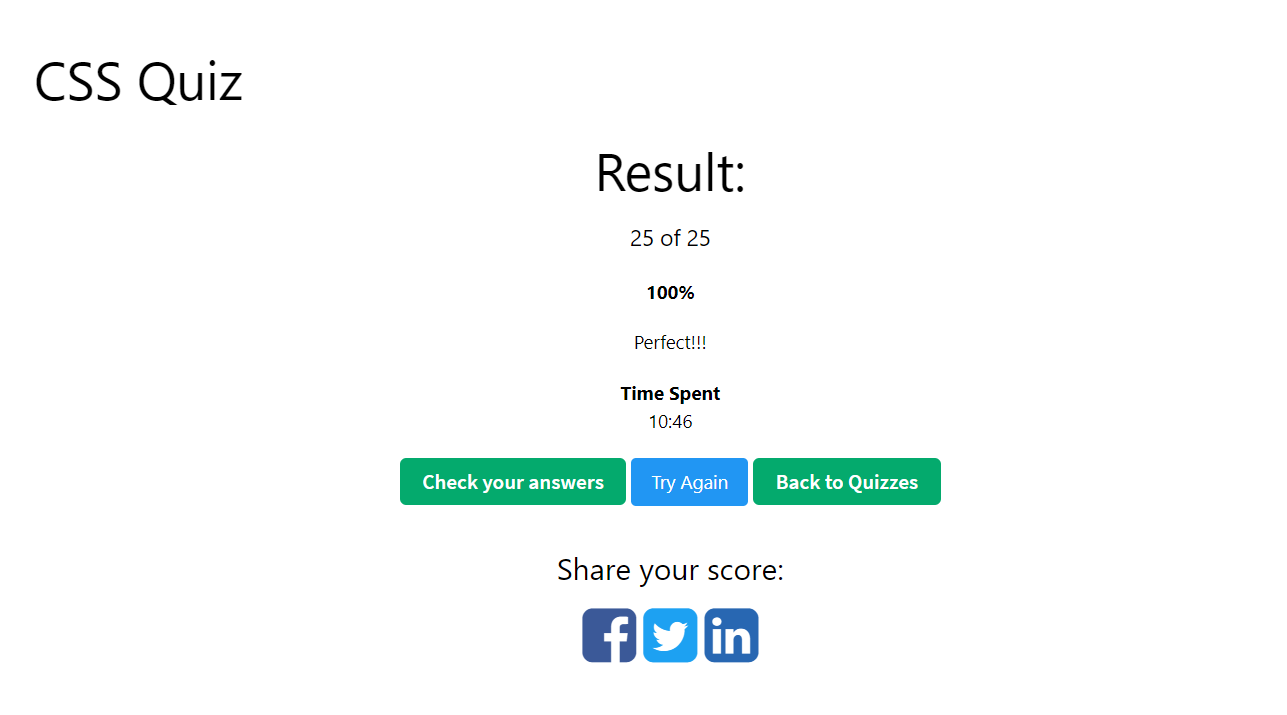 CSS Quiz
Result:
25 of 25
100%
Perfect!!!
Time Spent
10:46
Check your answers Try Again Back to Quizzes
Share your score: